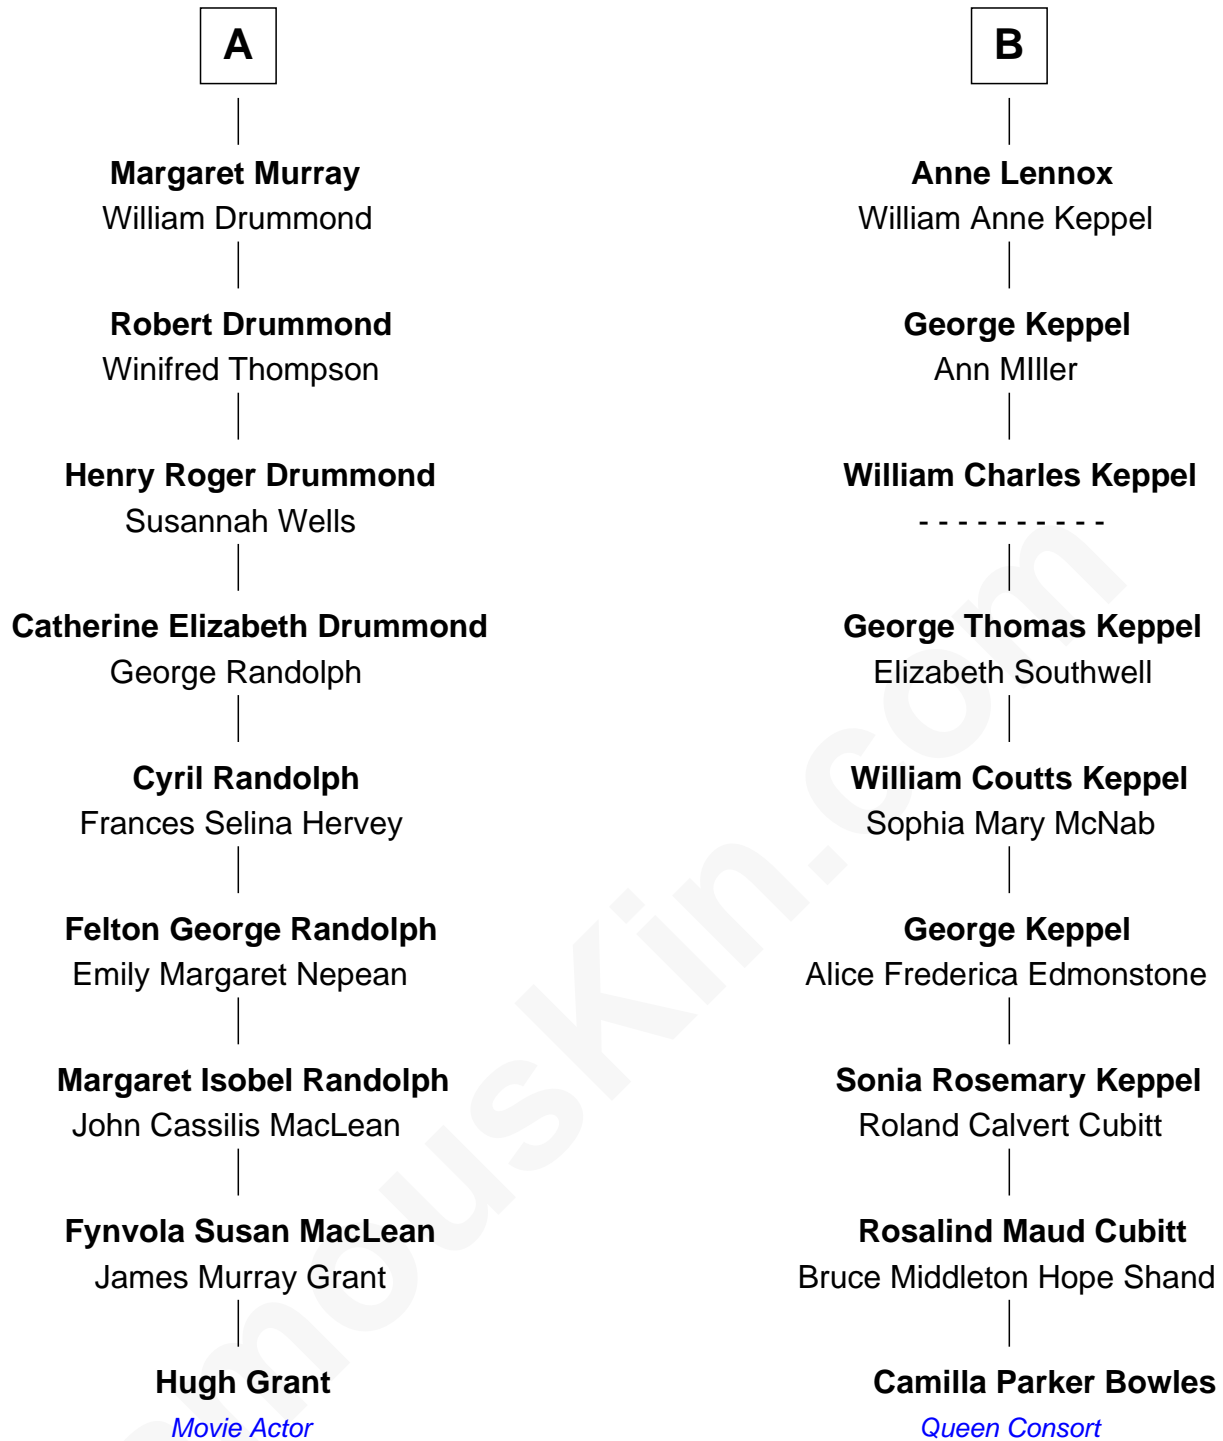 A
Margaret Murray
William Drummond
Robert Drummond
Winifred Thompson
Henry Roger Drummond
Susannah Wells
Catherine Elizabeth Drummond
George Randolph
Cyril Randolph
Frances Selina Hervey
Felton George Randolph
Emily Margaret Nepean
Margaret Isobel Randolph
John Cassilis MacLean
Fynvola Susan MacLean
James Murray Grant
Hugh Grant
Movie Actor
B
Anne Lennox
William Anne Keppel
George Keppel
Ann MIller
William Charles Keppel
- - - - - - - - - -
George Thomas Keppel
Elizabeth Southwell
William Coutts Keppel
Sophia Mary McNab
George Keppel
Alice Frederica Edmonstone
Sonia Rosemary Keppel
Roland Calvert Cubitt
Rosalind Maud Cubitt
Bruce Middleton Hope Shand
Camilla Parker Bowles
Queen Consort
mouskin.com